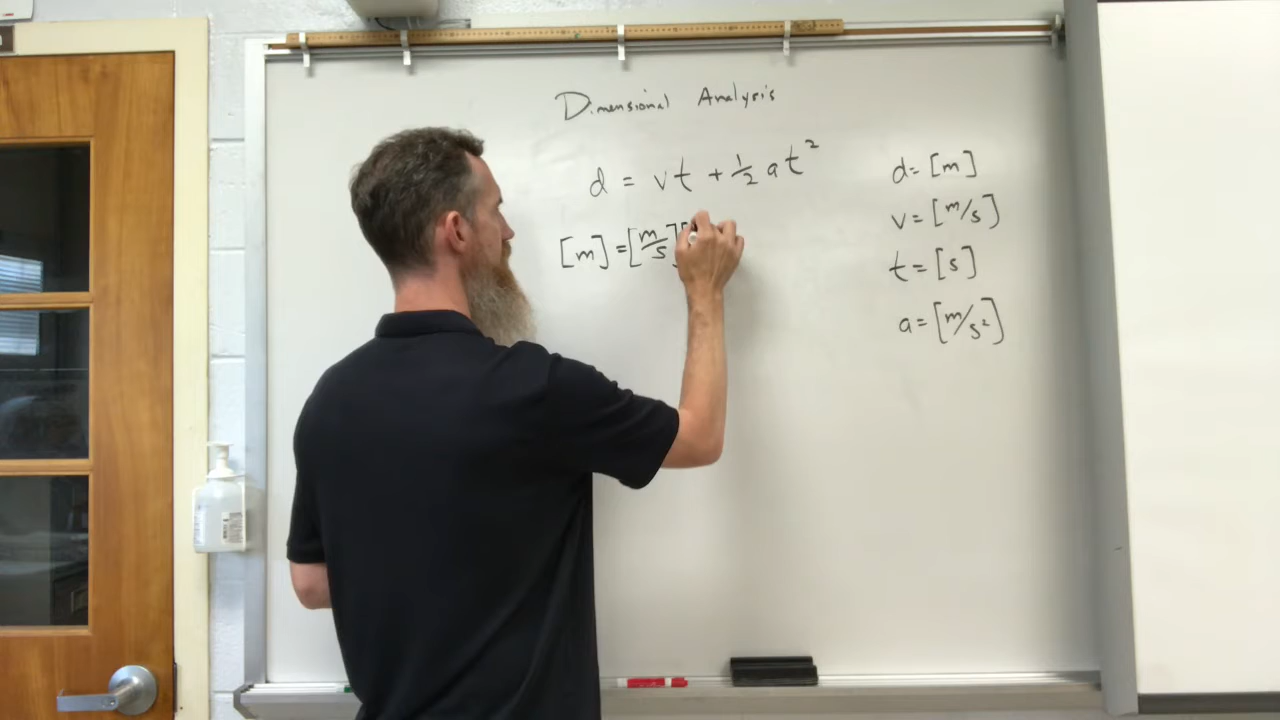 Dimensional Analysis
d = vt + 1/2 at²
[m] = [m/s][
d = [m]
v = [m/s]
t = [s]
a = [m/s²]